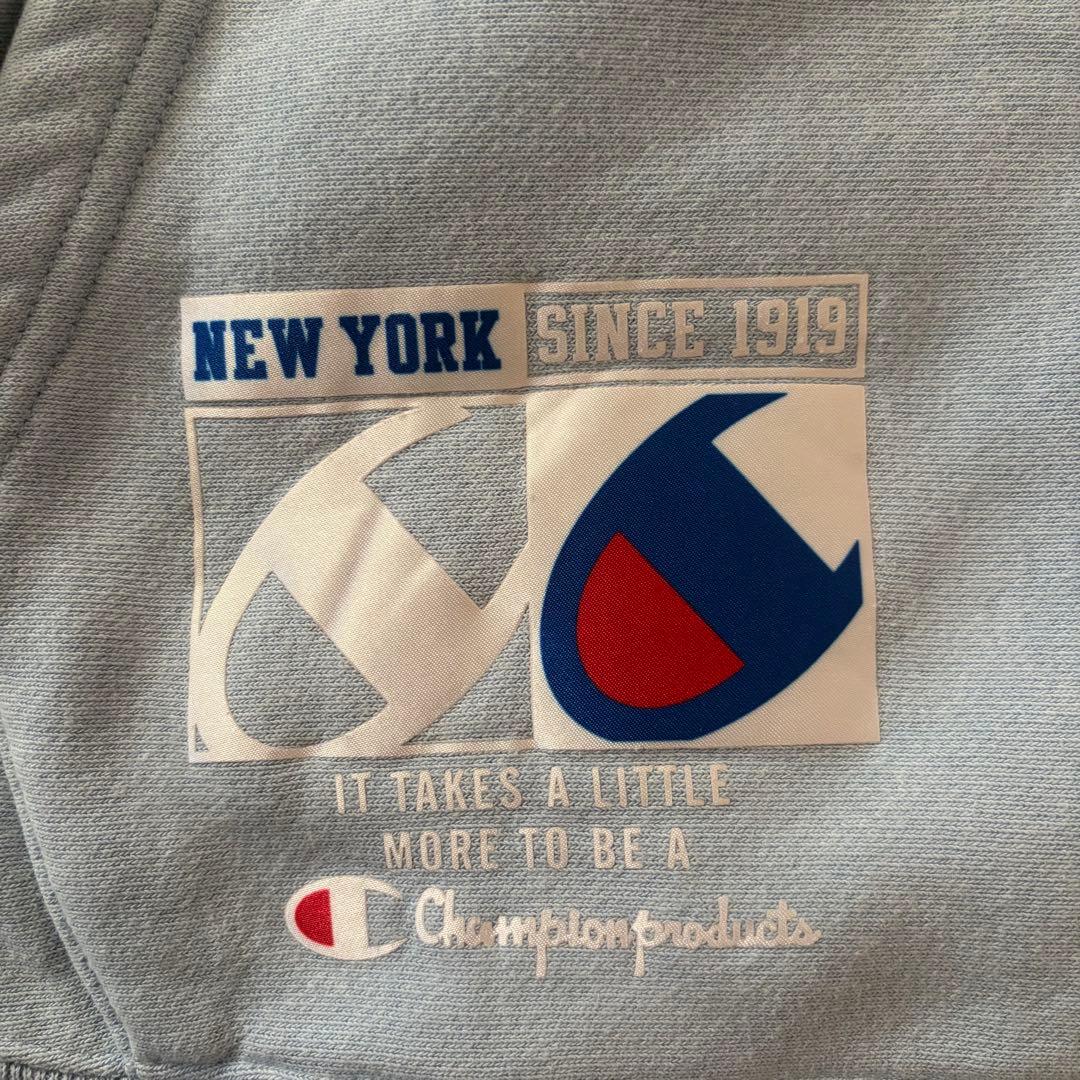 NEW YORK SINCE 1919
IT TAKES A LITTLE
MORE TO BE A
Championproducts